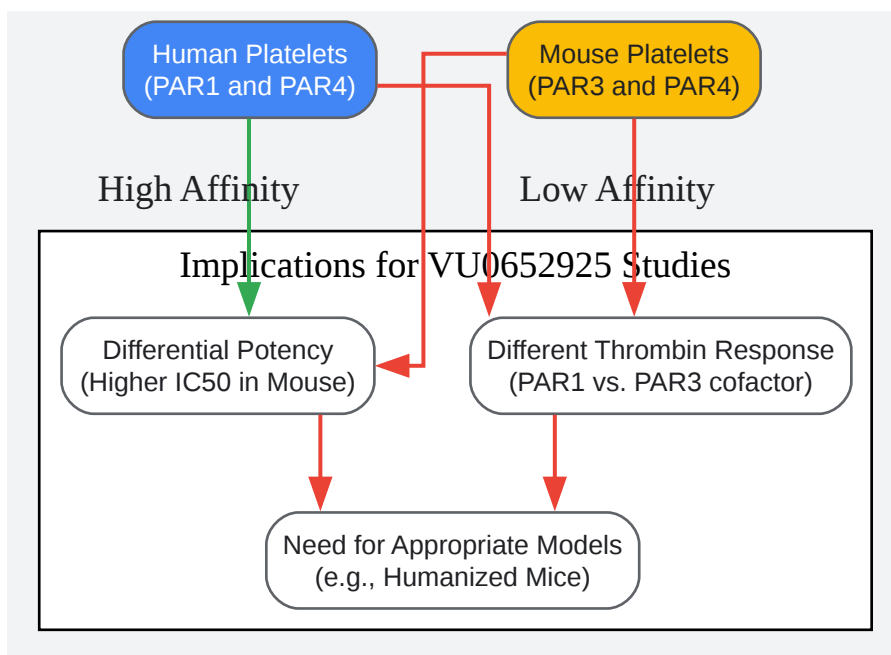 Human Platelets
(PAR1 and PAR4)
Mouse Platelets
(PAR3 and PAR4)
High Affinity
Low Affinity
Implications for VU0652925 Studies
Differential Potency
(Higher IC50 in Mouse)
Different Thrombin Response
(PAR1 vs. PAR3 cofactor)
Need for Appropriate Models
(e.g., Humanized Mice)